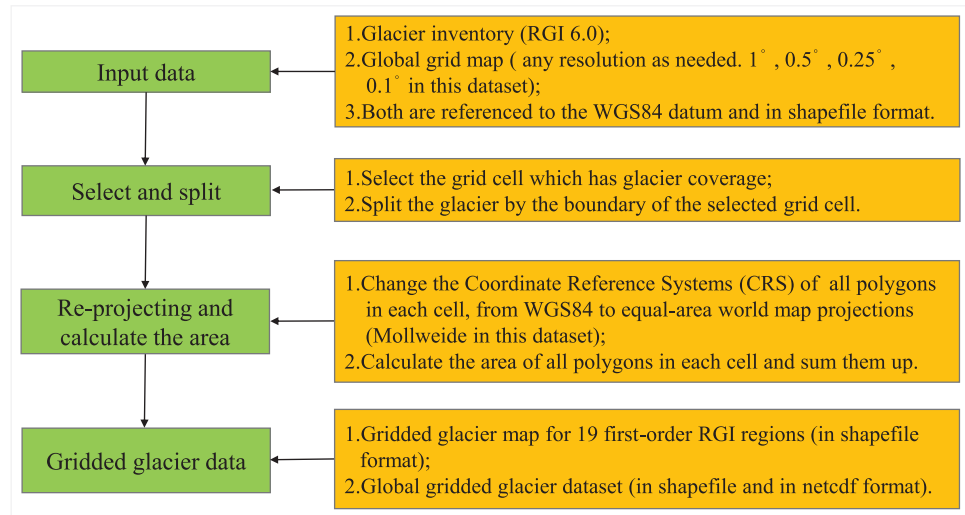 Input data
1.Glacier inventory (RGI 6.0);
2.Global grid map ( any resolution as needed. 1° , 0.5° , 0.25° ,
0.1° in this dataset);
3.Both are referenced to the WGS84 datum and in shapefile format.
Select and split
1.Select the grid cell which has glacier coverage;
2.Split the glacier by the boundary of the selected grid cell.
Re-projecting and
calculate the area
1.Change the Coordinate Reference Systems (CRS) of all polygons
in each cell, from WGS84 to equal-area world map projections
(Mollweide in this dataset);
2.Calculate the area of all polygons in each cell and sum them up.
Gridded glacier data
1.Gridded glacier map for 19 first-order RGI regions (in shapefile
format);
2.Global gridded glacier dataset (in shapefile and in netcdf format).